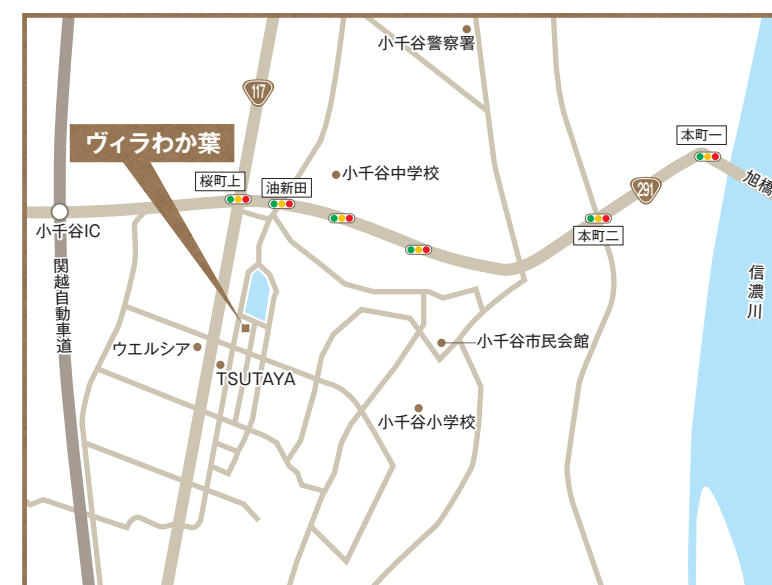 小千谷警察署
117
本町一
ヴィラわか葉
桜町上
油新田
小千谷中学校
291
旭橋
小千谷IC
本町二
関越自動車道
信濃川
ウエルシア
TSUTAYA
小千谷市民会館
小千谷小学校